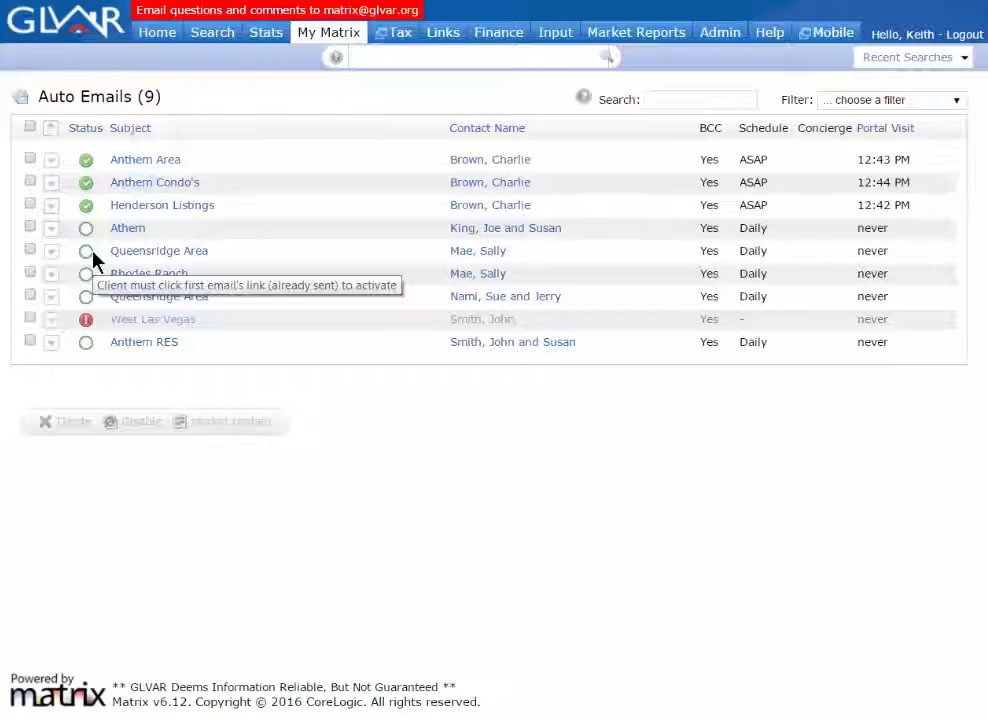 GLVAR
Email questions and comments to matrix@glvar.org
Home Search Stats My Matrix Tax Links Finance Input Market Reports Admin Help Mobile Hello, Keith · Logout
Recent Searches
Auto Emails (9)
Search: Filter: ... choose a filter
Status Subject Contact Name BCC Schedule Concierge Portal Visit
Anthem Area Brown, Charlie Yes ASAP 12:43 PM
Anthem Condo's Brown, Charlie Yes ASAP 12:44 PM
Henderson Listings Brown, Charlie Yes ASAP 12:42 PM
Athem King, Joe and Susan Yes Daily never
Queensridge Area Mae, Sally Yes Daily never
Rhodes Ranch Mae, Sally Yes Daily never
Client must click first email's link (already sent) to activate
Queensridge Area Nami, Sue and Jerry Yes Daily never
West Las Vegas Smith, John Yes - never
Anthem RES Smith, John and Susan Yes Daily never
Delete Disable
Powered by
matrix
** GLVAR Deems Information Reliable, But Not Guaranteed **
Matrix v6.12. Copyright © 2016 CoreLogic. All rights reserved.